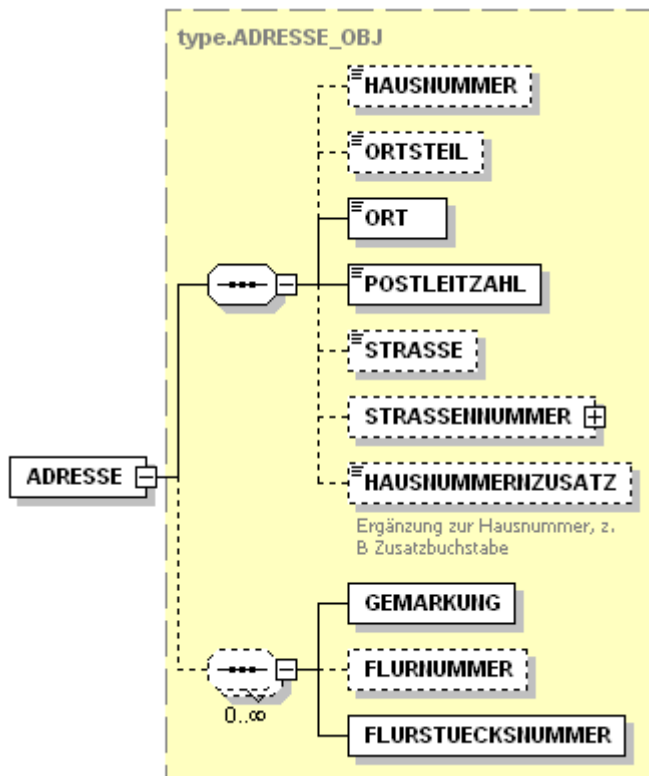 type.ADRESSE_OBJ
HAUSNUMMER
ORTSTEIL
ORT
POSTLEITZAHL
STRASSE
STRASSENNUMMER
ADRESSE
HAUSNUMMERNZUSATZ
Ergänzung zur Hausnummer, z.
B Zusatzbuchstabe
GEMARKUNG
FLURNUMMER
0..∞
FLURSTUECKSNUMMER